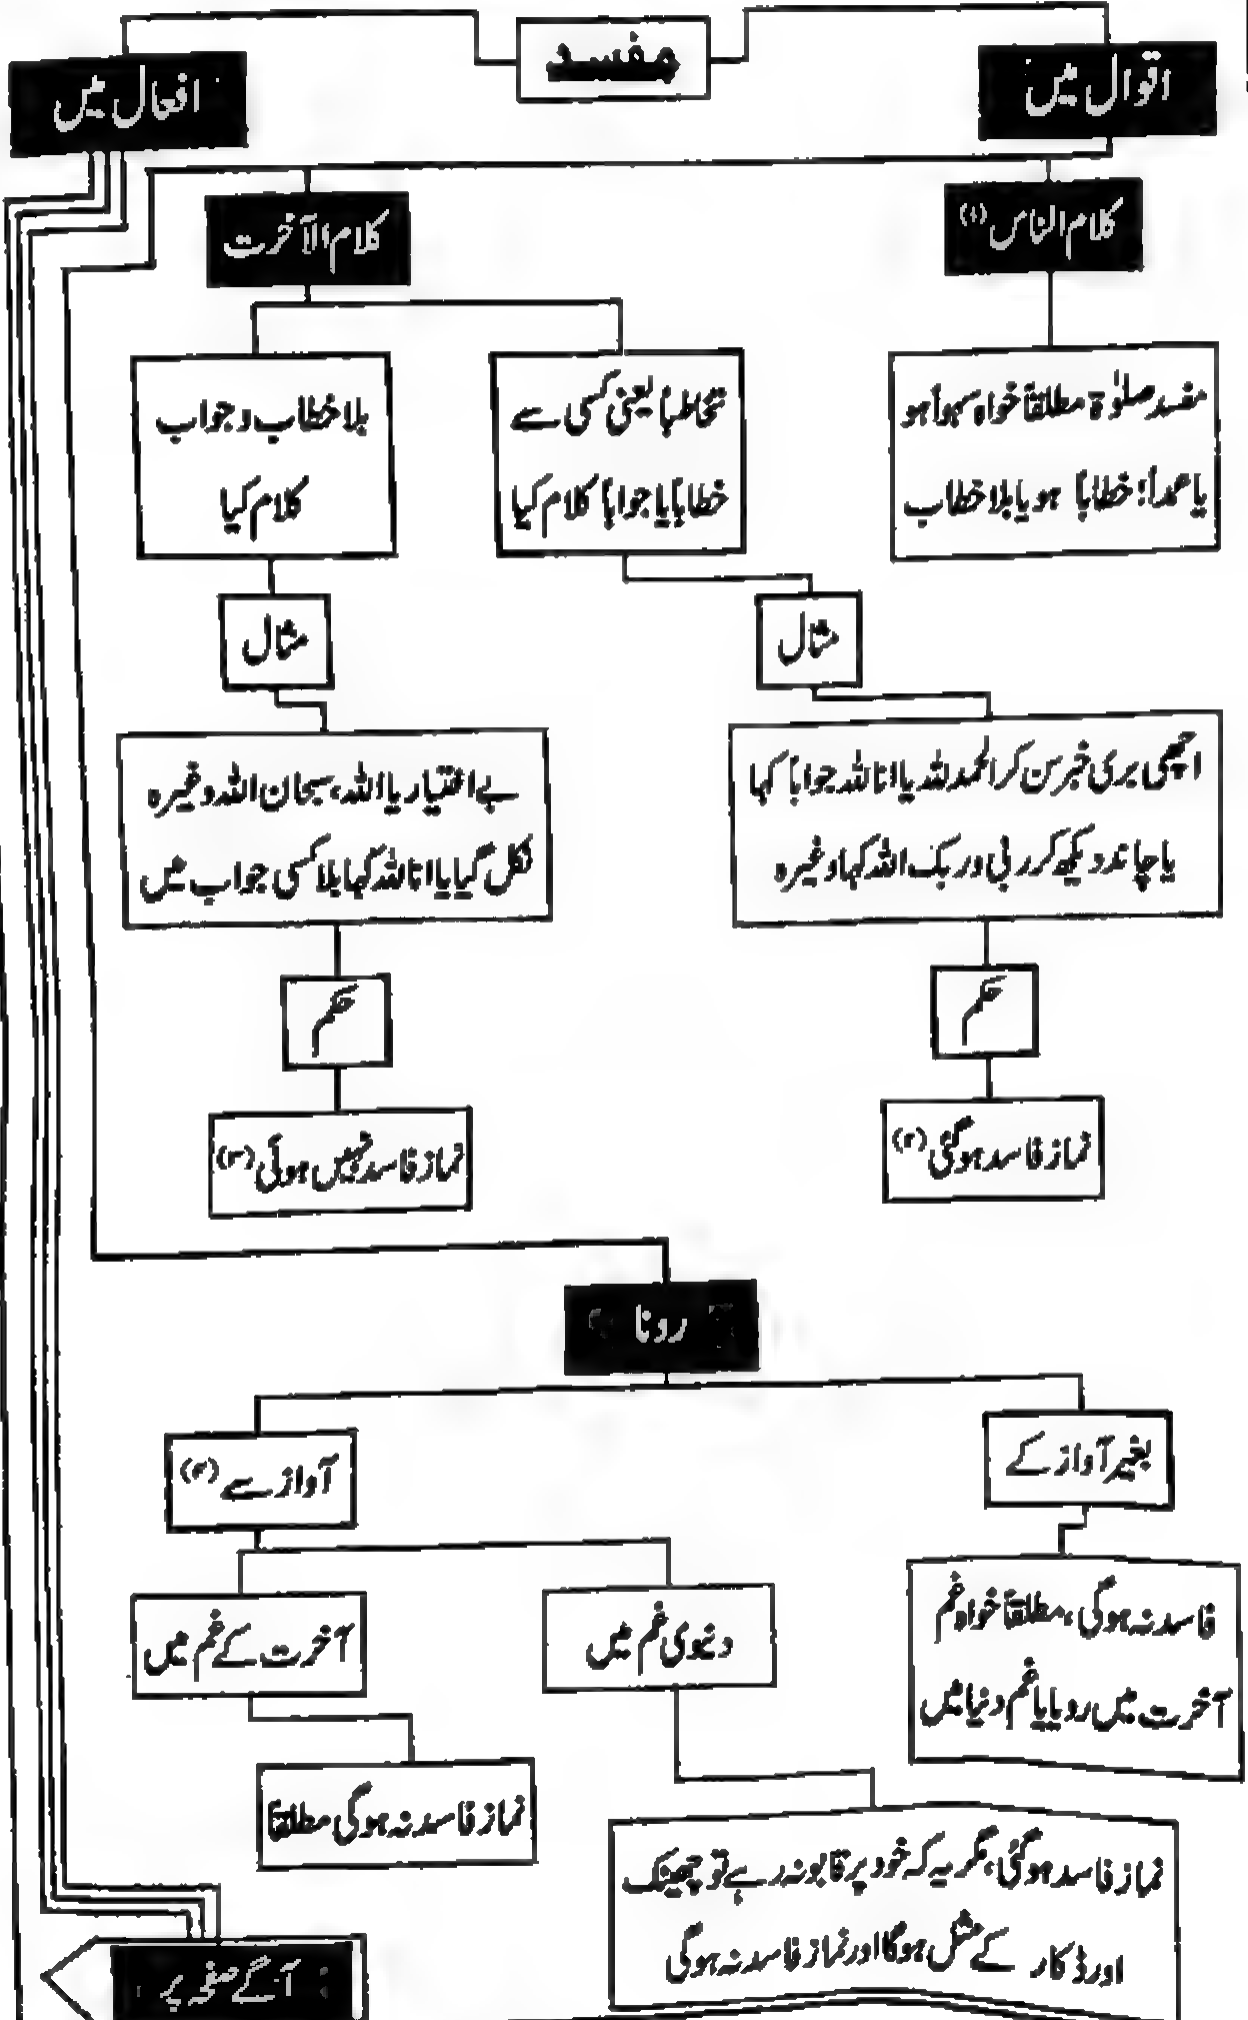 مفسد
اقوال میں
افعال میں
کلام الناس (۱)
کلام الآخرت
مفسد صلوٰۃ مطلقاً خواہ سہواً ہو
یا عمداً؛ خطاباً ہو یا بلا خطاب
تخاطباً یعنی کسی سے
خطاباً یا جواباً کلام کیا
بلا خطاب و جواب
کلام کیا
مثال
مثال
اچھی بری خبر سن کر الحمد للہ یا انا للہ جواباً کہا
یا چاند دیکھ کر ربی وربک اللہ کہا وغیرہ
بے اختیار یا اللہ، سبحان اللہ وغیرہ
نکل گیا یا انا للہ کہا بلا کسی جواب میں
حکم
حکم
نماز فاسد ہوگئی (۲)
نماز فاسد نہیں ہوئی (۳)
رونا
بغیر آواز کے
آواز سے (۴)
فاسد نہ ہوگی، مطلقاً خواہ غم
آخرت میں رویا یا غم دنیا میں
دنیوی غم میں
آخرت کے غم میں
نماز فاسد نہ ہوگی مطلقاً
نماز فاسد ہوگئی، مگر یہ کہ خود پر قابو نہ رہے تو چھینک
اور ڈکار کے مثل ہوگا اور نماز فاسد نہ ہوگی
آگے صفحہ پر